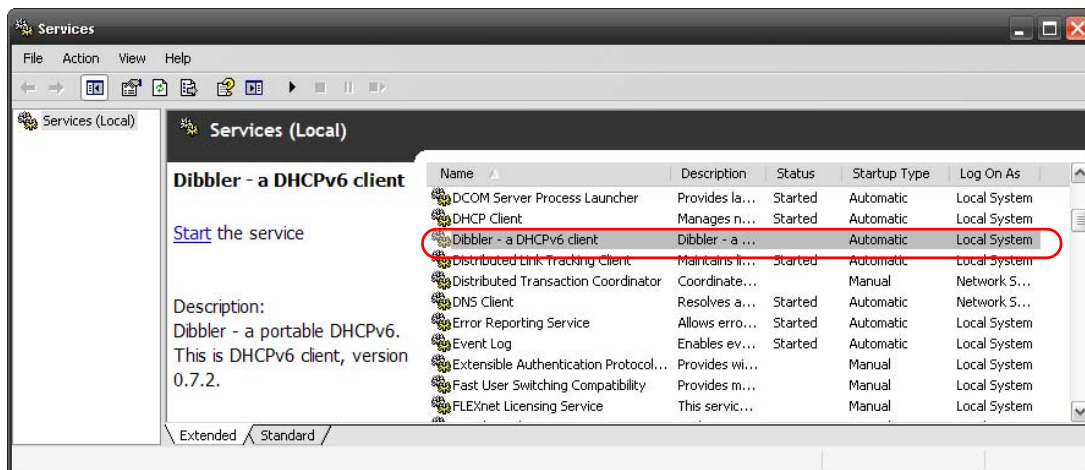 Services
File Action View Help
Services (Local)
Services (Local)
Dibbler - a DHCPv6 client
Start the service
Description:
Dibbler - a portable DHCPv6.
This is DHCPv6 client, version
0.7.2.
Name Description Status Startup Type Log On As
DCOM Server Process Launcher Provides la... Started Automatic Local System
DHCP Client Manages n... Started Automatic Local System
Dibbler - a DHCPv6 client Dibbler - a ... Automatic Local System
Distributed Link Tracking Client Maintains li... Started Automatic Local System
Distributed Transaction Coordinator Coordinate... Manual Network S...
DNS Client Resolves a... Started Automatic Network S...
Error Reporting Service Allows erro... Started Automatic Local System
Event Log Enables ev... Started Automatic Local System
Extensible Authentication Protocol... Provides wi... Manual Local System
Fast User Switching Compatibility Provides m... Manual Local System
FLEXnet Licensing Service This servic... Manual Local System
Extended Standard